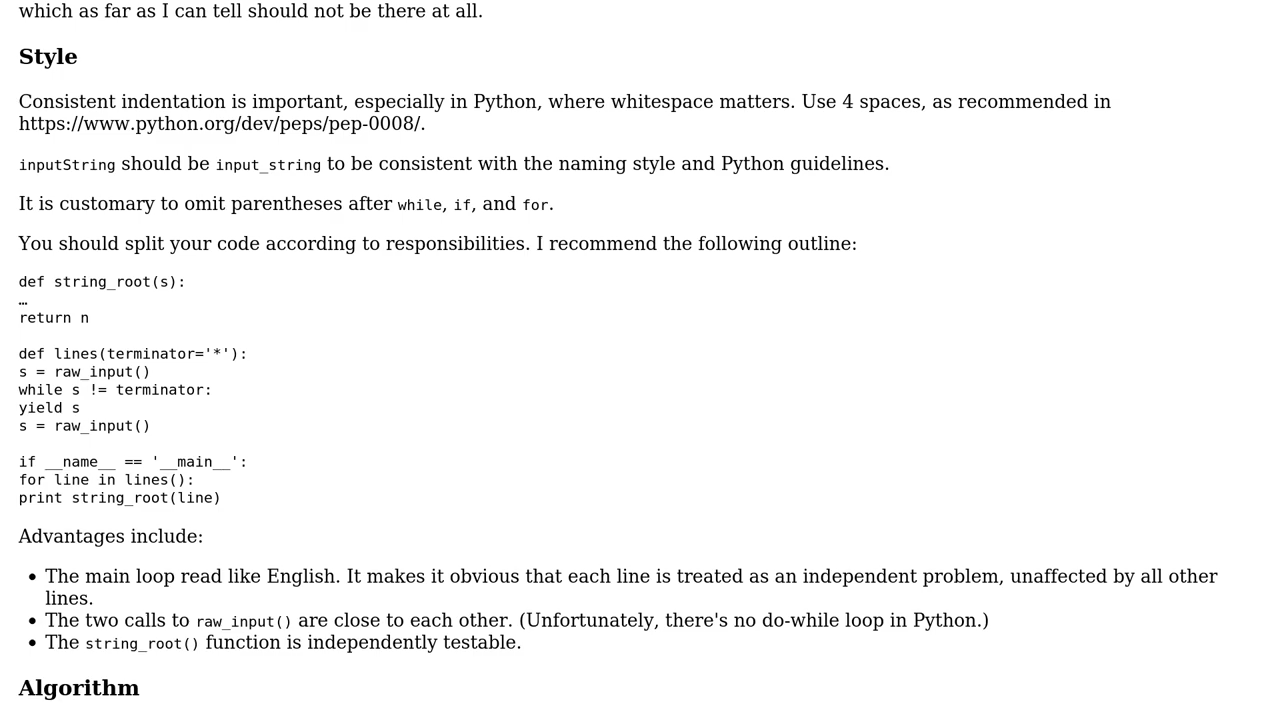 which as far as I can tell should not be there at all.
Style
Consistent indentation is important, especially in Python, where whitespace matters. Use 4 spaces, as recommended in
https://www.python.org/dev/peps/pep-0008/.
inputString should be input_string to be consistent with the naming style and Python guidelines.
It is customary to omit parentheses after while, if, and for.
You should split your code according to responsibilities. I recommend the following outline:
def string_root(s):
…
return n
def lines(terminator='*'):
s = raw_input()
while s != terminator:
yield s
s = raw_input()
if __name__ == '__main__':
for line in lines():
print string_root(line)
Advantages include:
• The main loop read like English. It makes it obvious that each line is treated as an independent problem, unaffected by all other
lines.
• The two calls to raw_input() are close to each other. (Unfortunately, there's no do-while loop in Python.)
• The string_root() function is independently testable.
Algorithm